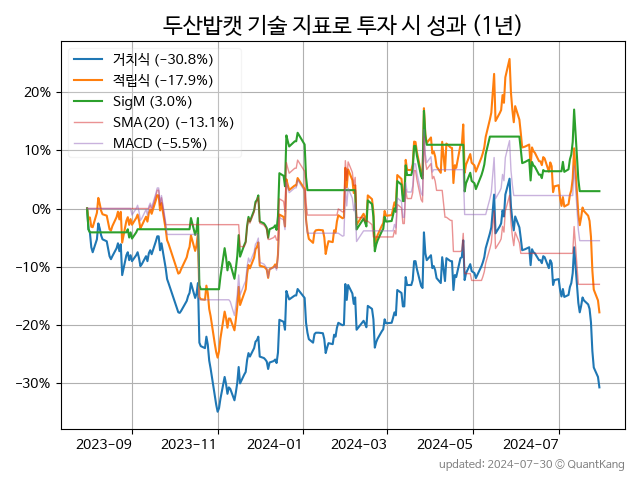 두산밥캣 기술 지표로 투자 시 성과 (1년)
거치식 (−30.8%)
적립식 (−17.9%)
SigM (3.0%)
SMA(20) (−13.1%)
MACD (−5.5%)
20%
10%
0%
−10%
−20%
−30%
2023-09 2023-11 2024-01 2024-03 2024-05 2024-07
updated: 2024-07-30 © QuantKang